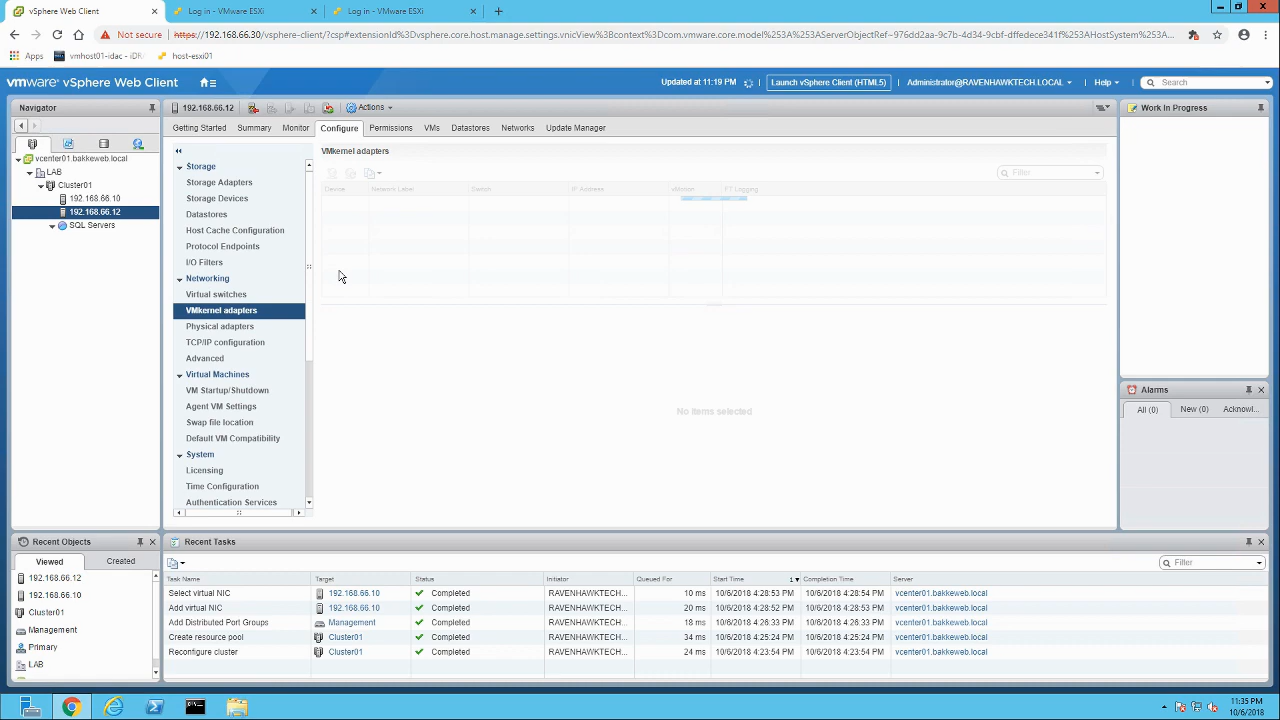 vSphere Web Client
Log in - VMware ESXi
Log in - VMware ESXi
Not secure
https://192.168.66.30/vsphere-client/?csp#extensionId%3Dvsphere.core.host.manage.settings.vnicView%3Bcontext%3Dcom.vmware.core.model%253A%253AServerObjectRef-976dd2aa-9c7b-4d34-9cbf-dffedece341f%253AHostSystem%253A...
Apps
vmhost01-idac - iDR
host-esxi01
vmware vSphere Web Client
Updated at 11:19 PM
Launch vSphere Client (HTML5)
Administrator@RAVENHAWKTECH.LOCAL
Help
Search
Navigator
vcenter01.bakkeweb.local
LAB
Cluster01
192.168.66.10
192.168.66.12
SQL Servers
192.168.66.12
Actions
Getting Started
Summary
Monitor
Configure
Permissions
VMs
Datastores
Networks
Update Manager
Storage
Storage Adapters
Storage Devices
Datastores
Host Cache Configuration
Protocol Endpoints
I/O Filters
Networking
Virtual switches
VMkernel adapters
Physical adapters
TCP/IP configuration
Advanced
Virtual Machines
VM Startup/Shutdown
Agent VM Settings
Swap file location
Default VM Compatibility
System
Licensing
Time Configuration
Authentication Services
VMkernel adapters
Filter
Device
Network Label
Switch
IP Address
vMotion
FT Logging
No items selected
Work In Progress
Alarms
All (0)
New (0)
Acknowl...
Recent Objects
Viewed
Created
192.168.66.12
192.168.66.10
Cluster01
Management
Primary
LAB
Recent Tasks
Filter
Task Name Target Status Initiator Queued For Start Time 1 Completion Time Server
Select virtual NIC 192.168.66.10 Completed RAVENHAWKTECH... 10 ms 10/6/2018 4:28:53 PM 10/6/2018 4:28:54 PM vcenter01.bakkeweb.local
Add virtual NIC 192.168.66.10 Completed RAVENHAWKTECH... 20 ms 10/6/2018 4:28:52 PM 10/6/2018 4:28:54 PM vcenter01.bakkeweb.local
Add Distributed Port Groups Management Completed RAVENHAWKTECH... 18 ms 10/6/2018 4:26:33 PM 10/6/2018 4:26:33 PM vcenter01.bakkeweb.local
Create resource pool Cluster01 Completed RAVENHAWKTECH... 34 ms 10/6/2018 4:25:24 PM 10/6/2018 4:25:24 PM vcenter01.bakkeweb.local
Reconfigure cluster Cluster01 Completed RAVENHAWKTECH... 24 ms 10/6/2018 4:23:54 PM 10/6/2018 4:23:54 PM vcenter01.bakkeweb.local
11:35 PM
10/6/2018